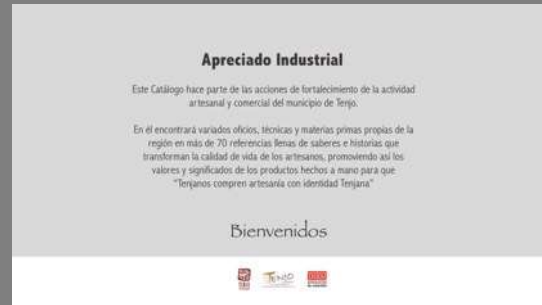 Apreciado Industrial
Este Catálogo hace parte de las acciones de fortalecimiento de la actividad
artesanal y comercial del municipio de Tenjo.
En él encontrará variados oficios, técnicas y materias primas propias de la
región en más de 70 referencias llenas de saberes e historias que
transforman la calidad de vida de los artesanos, promoviendo así los
valores y significados de los productos hechos a mano para que
"Tenjanos compren artesanía con identidad Tenjana"
Bienvenidos
TENJO